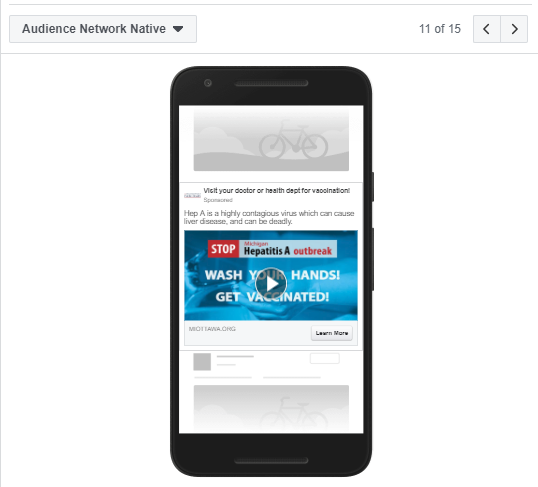 Audience Network Native
11 of 15
Visit your doctor or health dept for vaccination!
Sponsored
Hep A is a highly contagious virus which can cause
liver disease, and can be deadly.
STOP Michigan Hepatitis A outbreak
WASH YOUR HANDS!
GET VACCINATED!
MIOTTAWA.ORG
Learn More